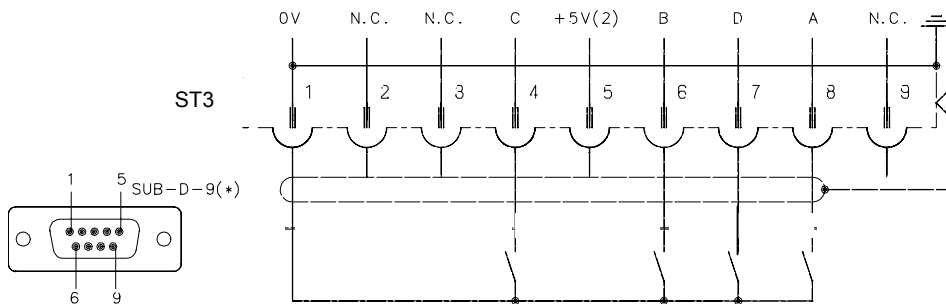 0V N.C. N.C. C +5V(2) B D A N.C.
ST3 1 2 3 4 5 6 7 8 9
1 5 SUB-D-9(*)
6 9